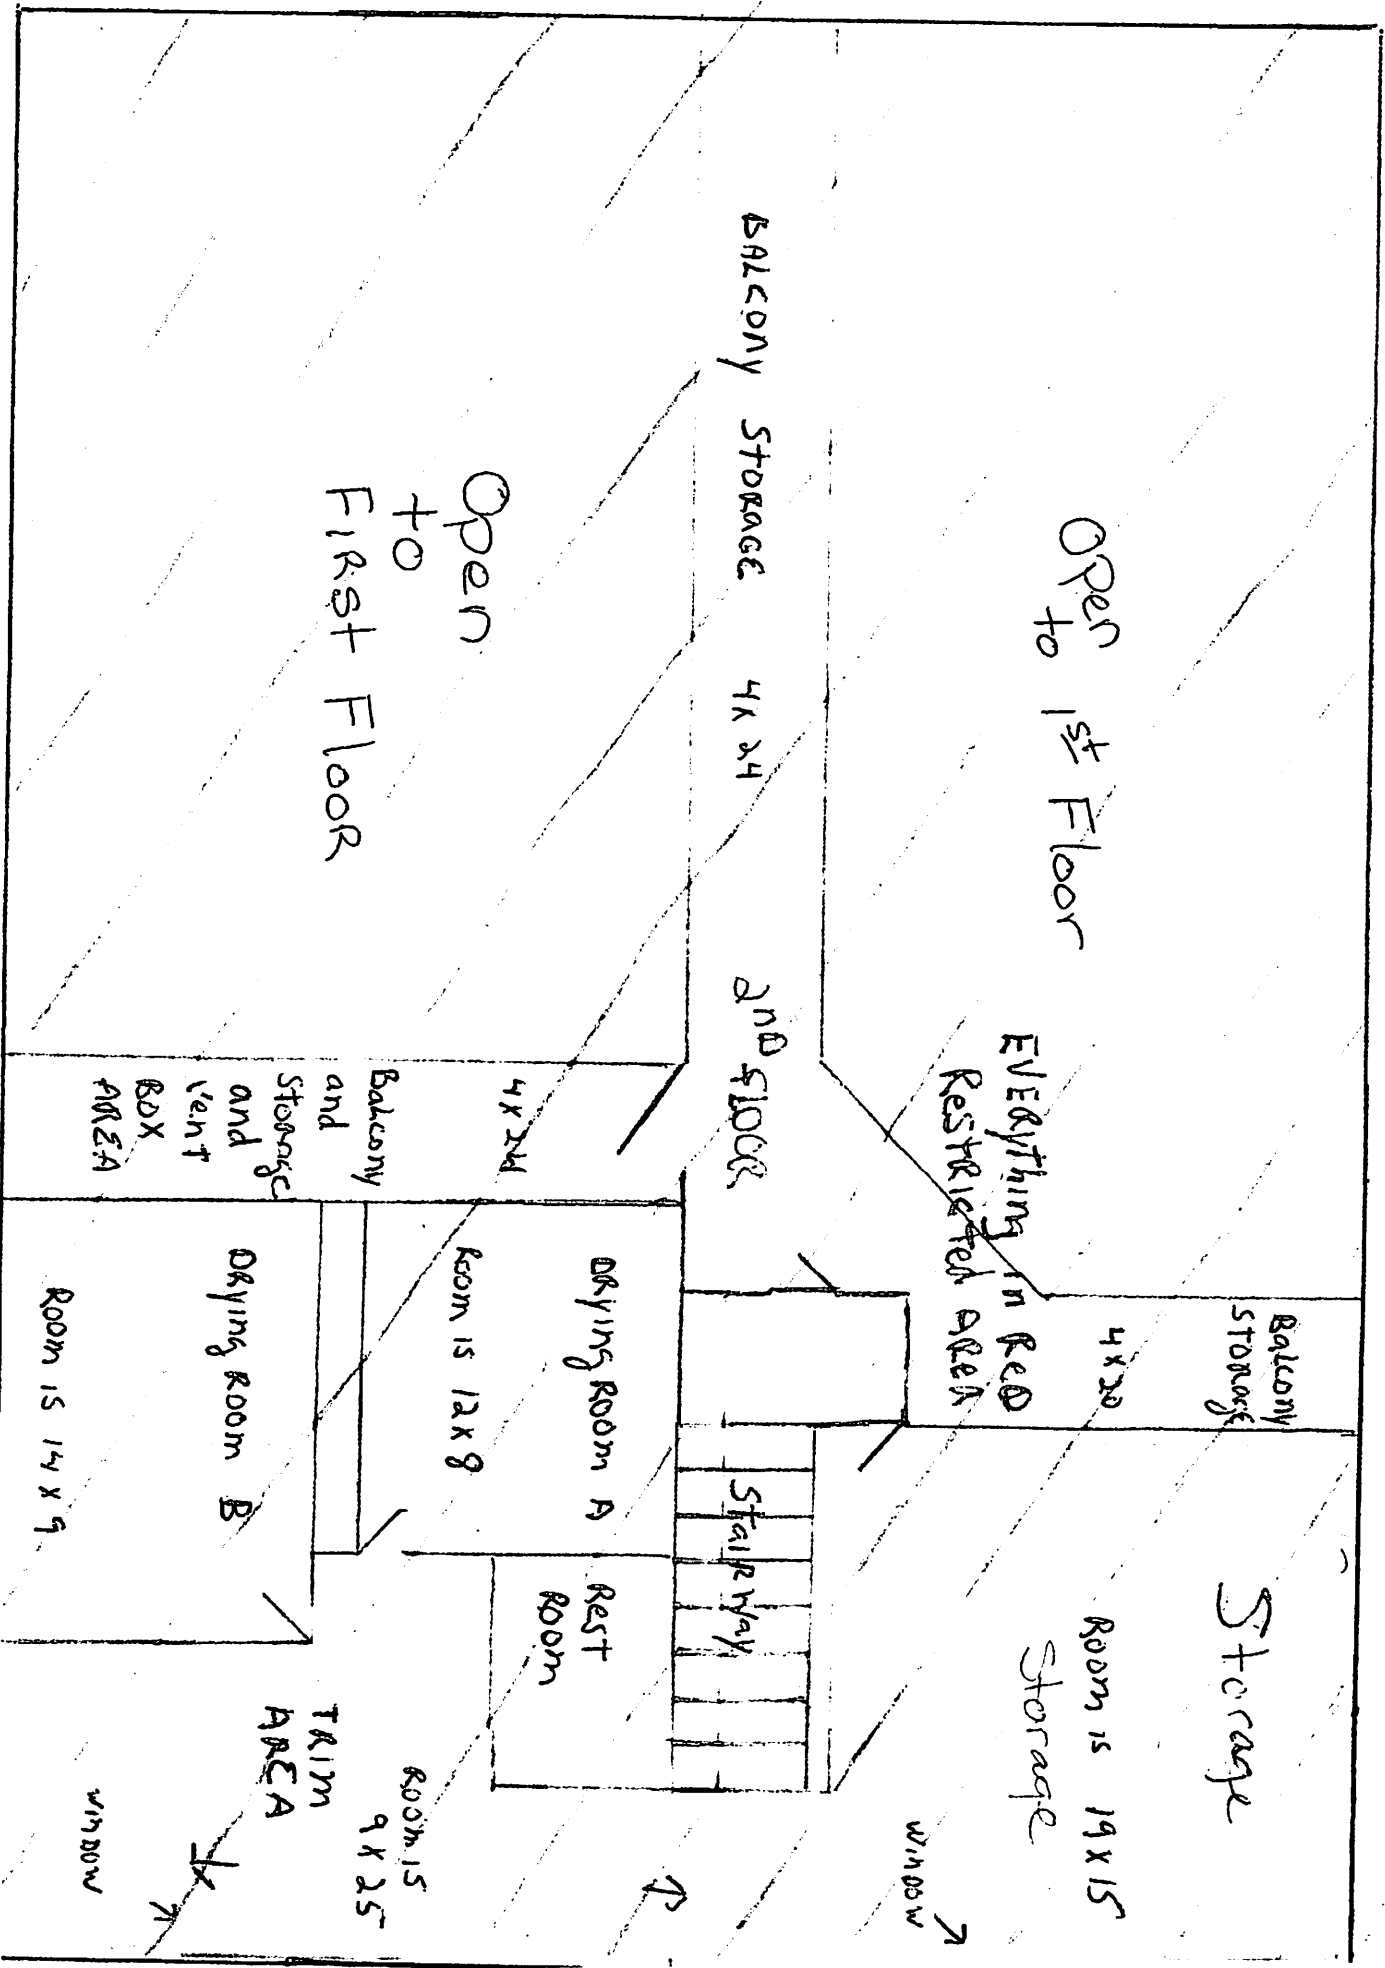 Open
to 1st Floor
BALCONY STORAGE 4x24 2nD FLOOR
Open
to
FIRSt FlooR
EVERYthing in ReD
RestRicted AREA
Balcony
STORAGE
4x20
Storage
Room is 19x15
Storage
window
4x24
Balcony
and
Storage
and
Vent
BOX
AREA
DRying Room A
Room is 12x8
DRying Room B
Room is 14x9
StaiRway
Rest
Room
TRIM
AREA
Room is
9x25
window